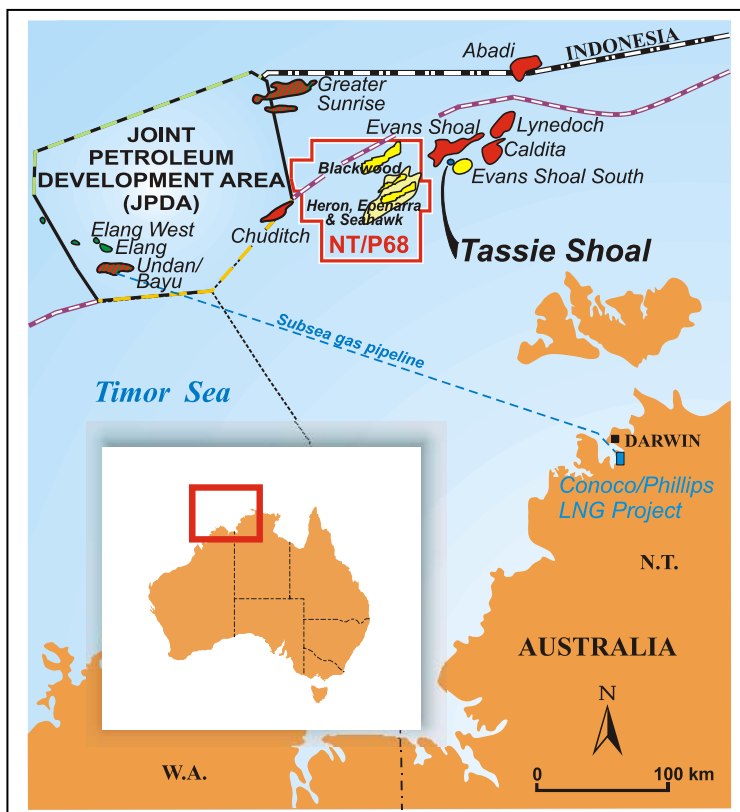 Abadi
INDONESIA
Greater
Sunrise
JOINT
PETROLEUM
DEVELOPMENT AREA
(JPDA)
Evans Shoal
Lynedoch
Caldita
Blackwood
Evans Shoal South
Heron, Epenarra
& Seahawk
Elang West
Elang
Chuditch
NT/P68
Tassie Shoal
Undan/
Bayu
Subsea gas pipeline
Timor Sea
DARWIN
Conoco/Phillips
LNG Project
N.T.
AUSTRALIA
N
W.A.
0 100 km